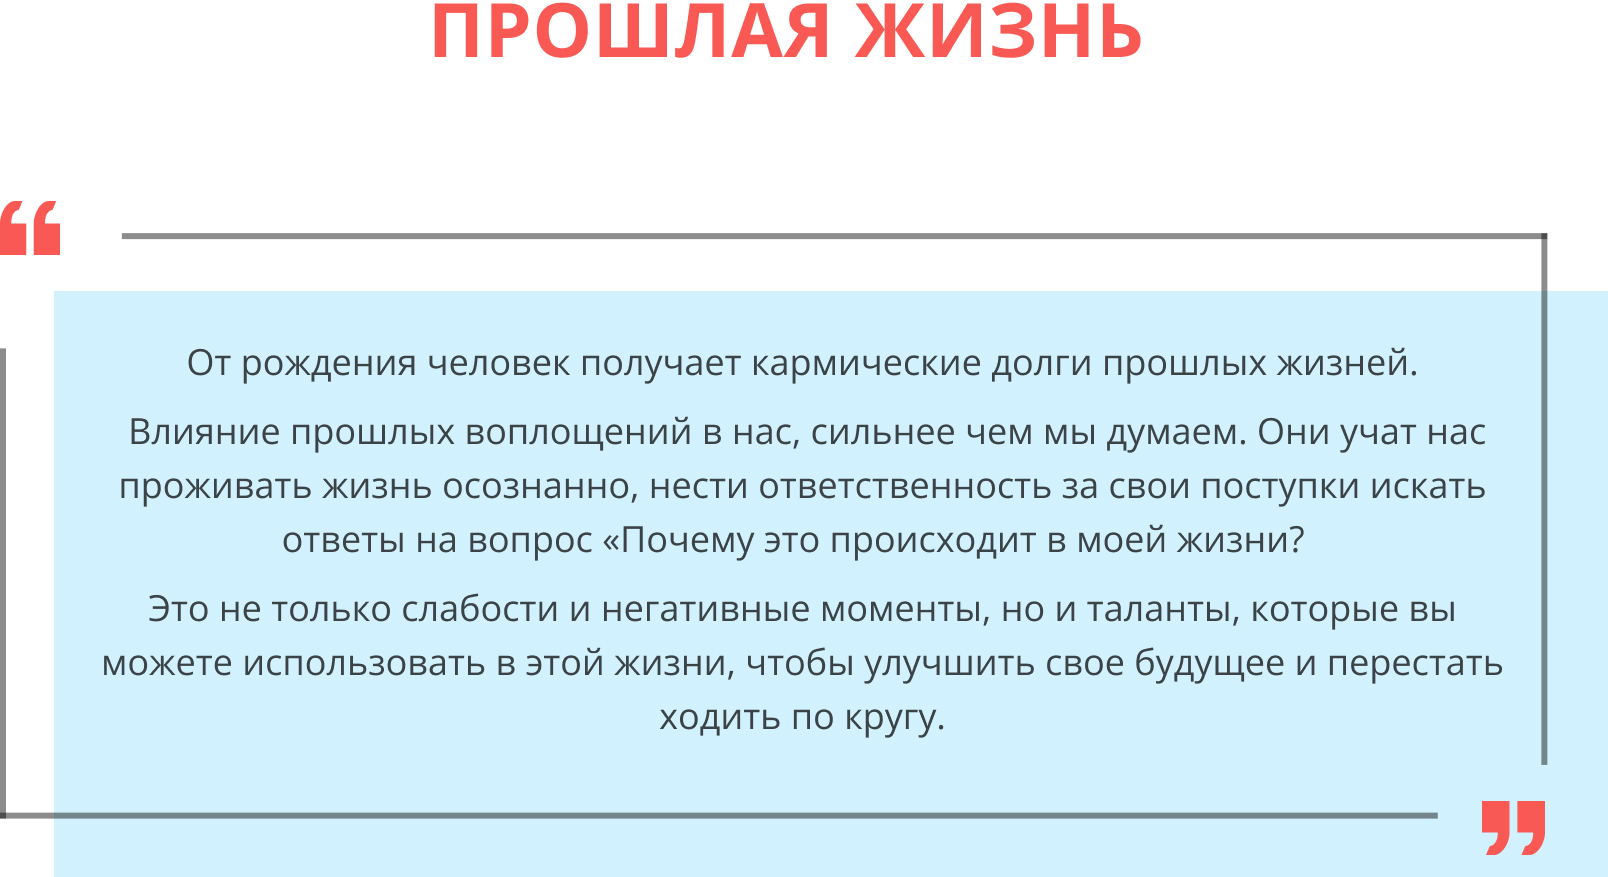 ПРОШЛАЯ ЖИЗНЬ
“
От рождения человек получает кармические долги прошлых жизней.
Влияние прошлых воплощений в нас, сильнее чем мы думаем. Они учат нас
проживать жизнь осознанно, нести ответственность за свои поступки искать
ответы на вопрос «Почему это происходит в моей жизни?
Это не только слабости и негативные моменты, но и таланты, которые вы
можете использовать в этой жизни, чтобы улучшить свое будущее и перестать
ходить по кругу.
”